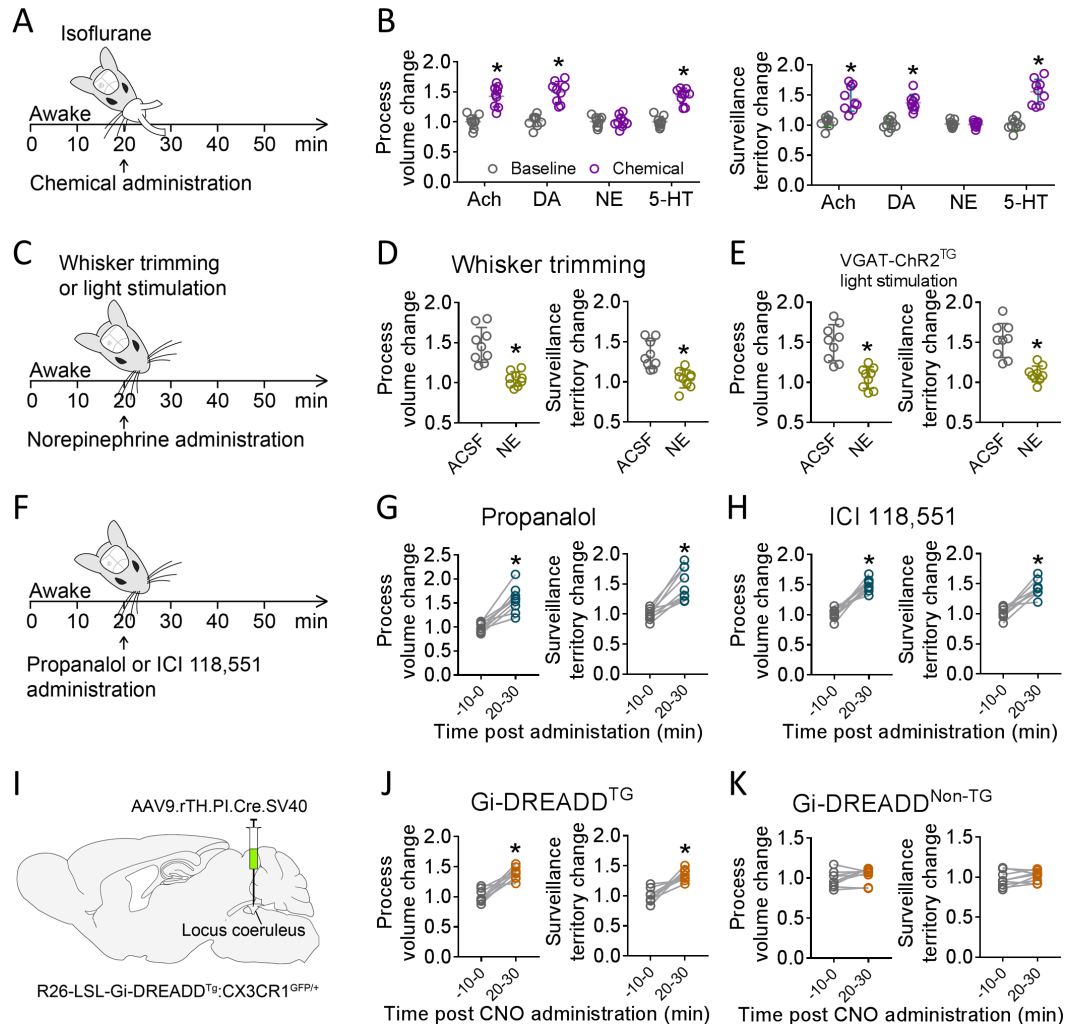 A
Isoflurane
Awake
0 10 20 30 40 50 min
Chemical administration
B
Process
volume change
2.0
1.5
1.0
1.5
0.0
Baseline Chemical
* * *
Ach DA NE 5-HT
Surveillance
territory change
2.0
1.5
1.0
0.5
0.0
* * *
Ach DA NE 5-HT
C
Whisker trimming
or light stimulation
Awake
0 10 20 30 40 50 min
Norepinephrine administration
D
Whisker trimming
Process
volume change
2.0
1.5
1.0
0.5
*
ACSF NE
Surveillance
territory change
2.0
1.5
1.0
0.5
*
ACSF NE
E
VGAT-ChR2TG
light stimulation
Process
volume change
2.0
1.5
1.0
0.5
*
ACSF NE
Surveillance
territory change
2.0
1.5
1.0
0.5
*
ACSF NE
F
Awake
0 10 20 30 40 50 min
Propanalol or ICI 118,551
administration
G
Propanalol
Process
volume change
2.5
2.0
1.5
1.0
0.5
0.0
*
-10-0 20-30
Surveillance
territory change
2.0
1.5
1.0
0.5
0.0
*
-10-0 20-30
Time post administation (min)
H
ICI 118,551
Process
volume change
2.0
1.5
1.0
0.5
0.0
*
-10-0 20-30
Surveillance
territory change
2.0
1.5
1.0
0.5
0.0
*
-10-0 20-30
Time post administration (min)
I
AAV9.rTH.PI.Cre.SV40
Locus coeruleus
R26-LSL-Gi-DREADDTg:CX3CR1GFP/+
J
Gi-DREADDTG
Process
volume change
2.0
1.5
1.0
0.5
0.0
*
-10-0 20-30
Surveillance
territory change
2.0
1.5
1.0
0.5
0.0
*
-10-0 20-30
Time post CNO administration (min)
K
Gi-DREADDNon-TG
Process
volume change
1.5
1.0
0.5
0.0
-10-0 20-30
Surveillance
territory change
1.5
1.0
0.5
0.0
-10-0 20-30
Time post CNO administration (min)